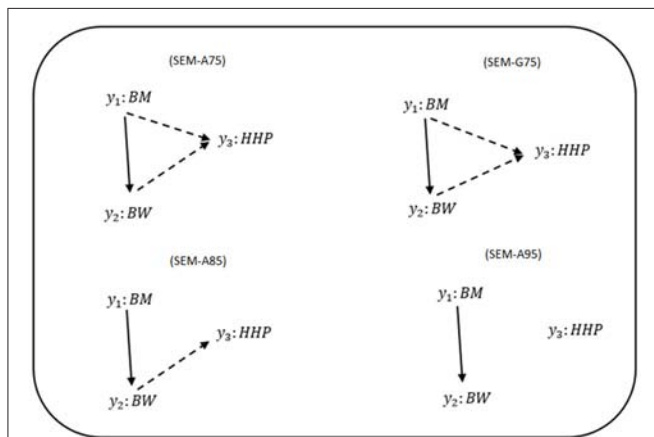 (SEM-A75)
y₁: BM
y₃: HHP
y₂: BW
(SEM-G75)
y₁: BM
y₃: HHP
y₂: BW
(SEM-A85)
y₁: BM
y₃: HHP
y₂: BW
(SEM-A95)
y₁: BM
y₃: HHP
y₂: BW